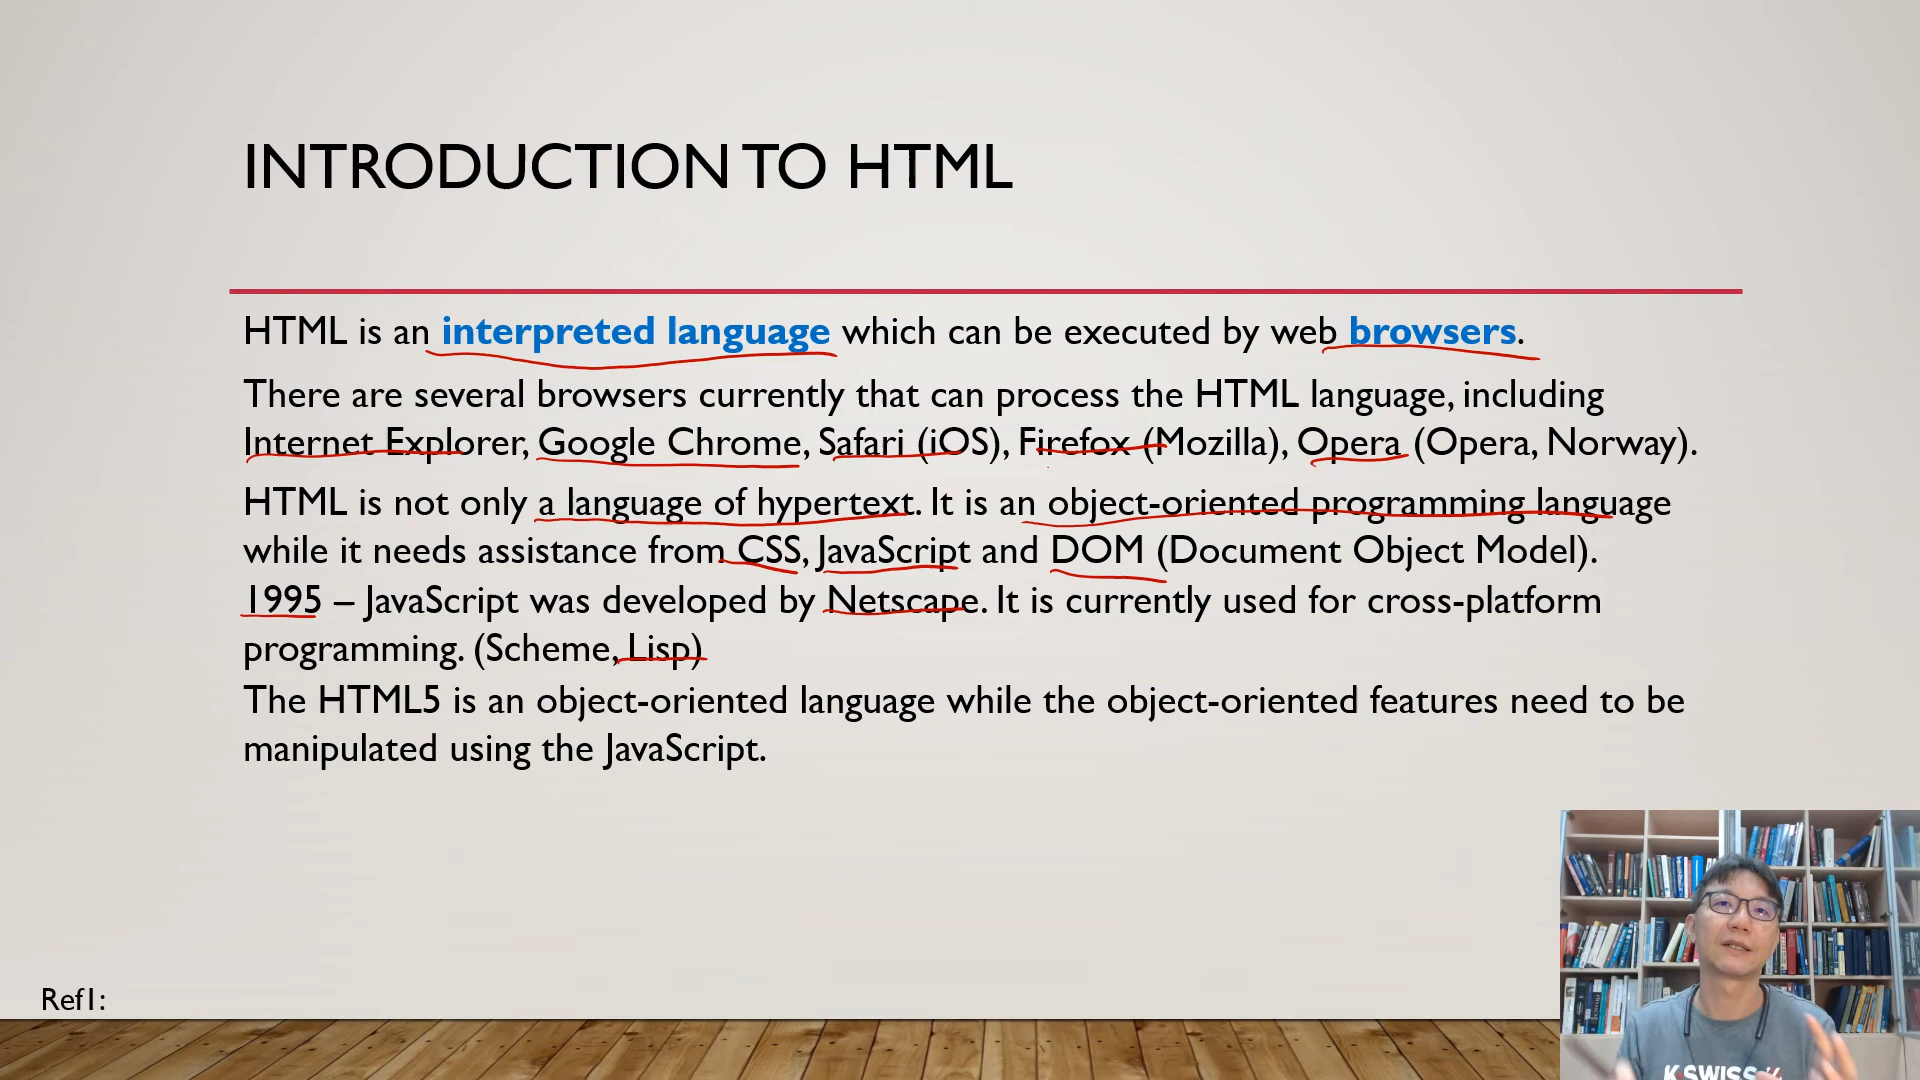 INTRODUCTION TO HTML
HTML is an interpreted language which can be executed by web browsers.
There are several browsers currently that can process the HTML language, including
Internet Explorer, Google Chrome, Safari (iOS), Firefox (Mozilla), Opera (Opera, Norway).
HTML is not only a language of hypertext. It is an object-oriented programming language
while it needs assistance from CSS, JavaScript and DOM (Document Object Model).
1995 – JavaScript was developed by Netscape. It is currently used for cross-platform
programming. (Scheme, Lisp)
The HTML5 is an object-oriented language while the object-oriented features need to be
manipulated using the JavaScript.
Ref1:
K·SWISS